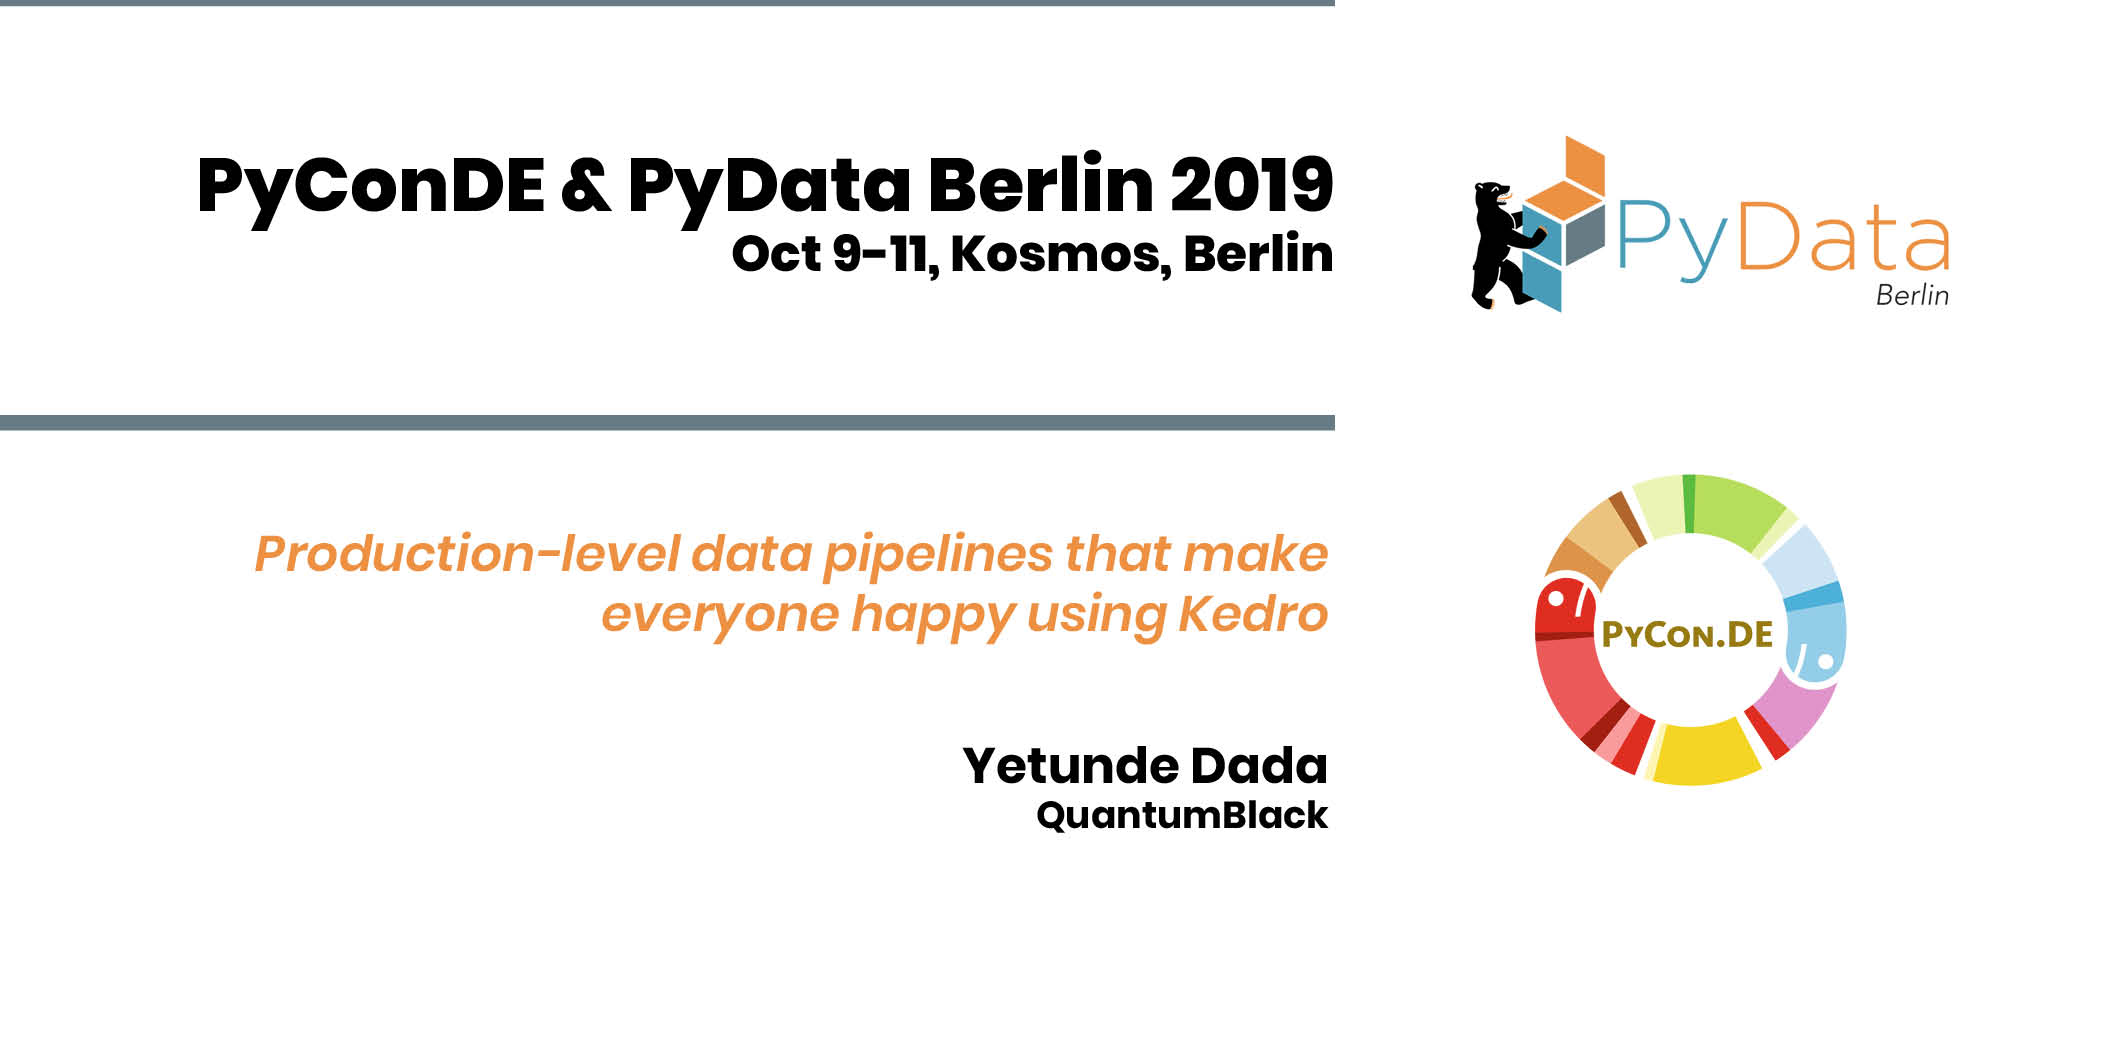 PyConDE & PyData Berlin 2019
Oct 9-11, Kosmos, Berlin
PyData
Berlin
Production-level data pipelines that make
everyone happy using Kedro
PyCon.DE
Yetunde Dada
QuantumBlack